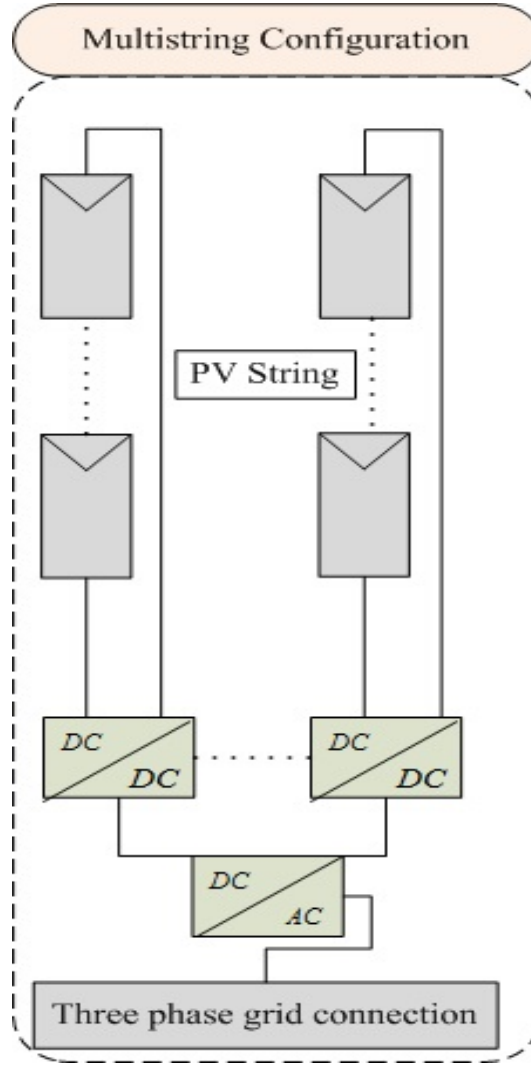 Multistring Configuration
PV String
DC
DC
DC
DC
DC
AC
Three phase grid connection